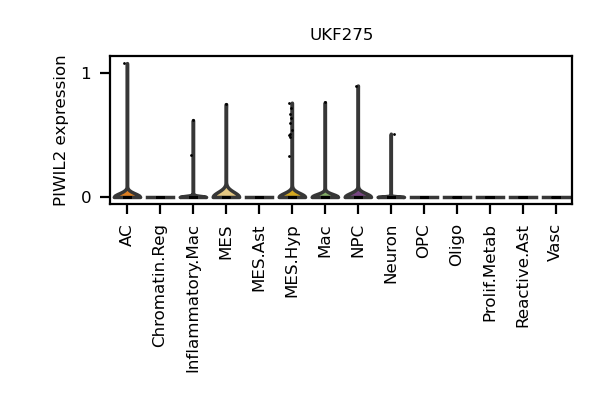 UKF275
PIWIL2 expression
1
0
AC
Chromatin.Reg
Inflammatory.Mac
MES
MES.Ast
MES.Hyp
Mac
NPC
Neuron
OPC
Oligo
Prolif.Metab
Reactive.Ast
Vasc